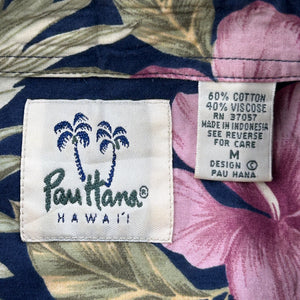 Pau Hana®
HAWAI'I
60% COTTON
40% VISCOSE
RN 37057
MADE IN INDONESIA
SEE REVERSE
FOR CARE
M
DESIGN ©
PAU HANA